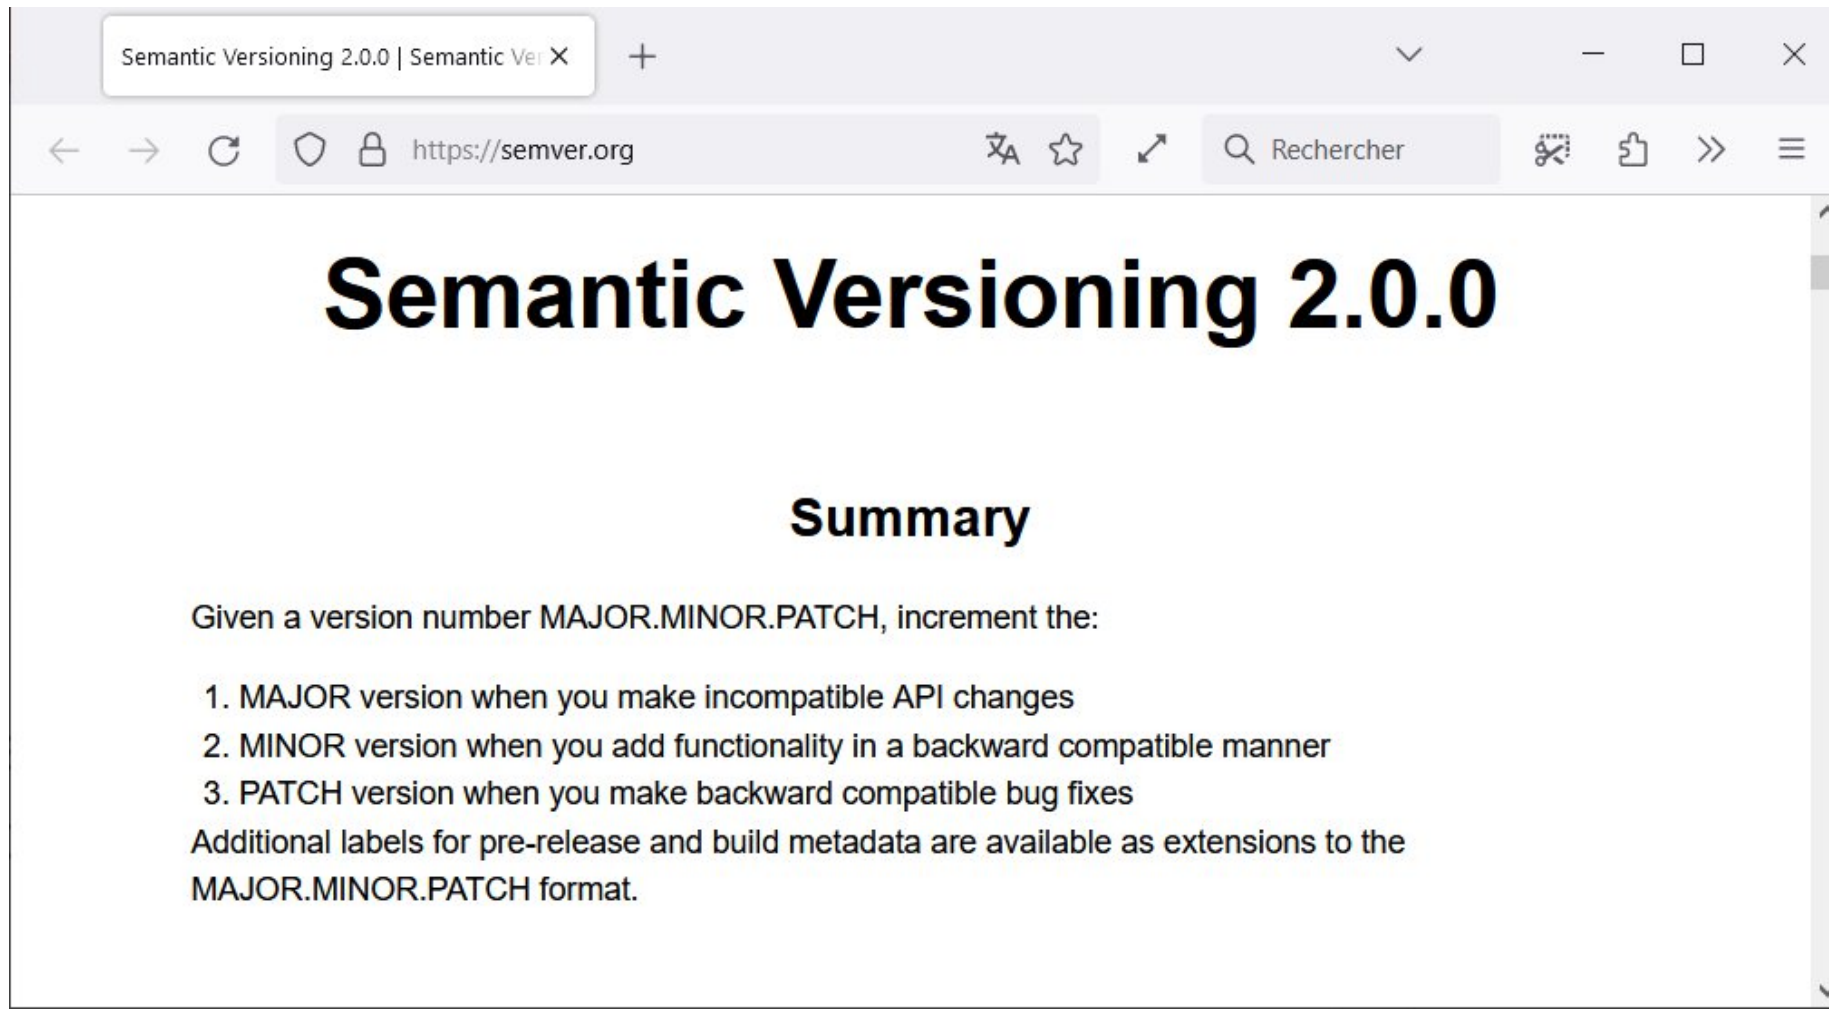 Semantic Versioning 2.0.0 | Semantic Ver
https://semver.org
Rechercher
Semantic Versioning 2.0.0
Summary
Given a version number MAJOR.MINOR.PATCH, increment the:
1. MAJOR version when you make incompatible API changes
2. MINOR version when you add functionality in a backward compatible manner
3. PATCH version when you make backward compatible bug fixes
Additional labels for pre-release and build metadata are available as extensions to the
MAJOR.MINOR.PATCH format.